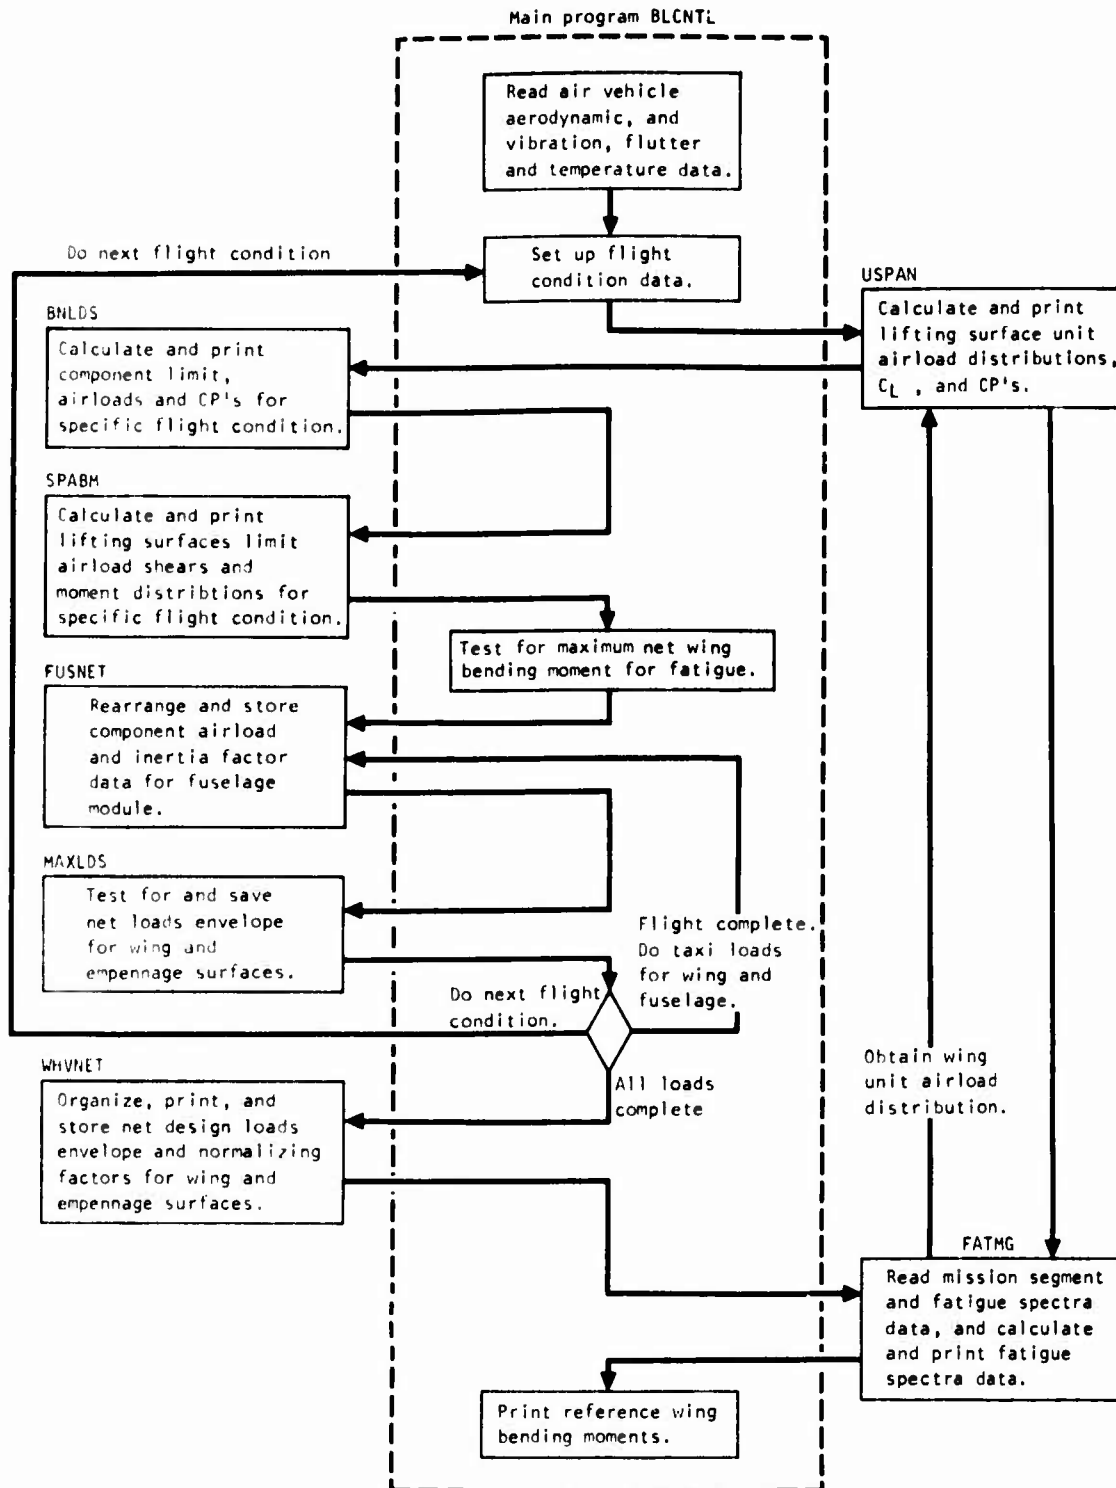 Main program BLCNTL
Read air vehicle
aerodynamic, and
vibration, flutter
and temperature data.
Do next flight condition
Set up flight
condition data.
USPAN
Calculate and print
lifting surface unit
airload distributions,
CL , and CP's.
BNLDS
Calculate and print
component limit,
airloads and CP's for
specific flight condition.
SPABM
Calculate and print
lifting surfaces limit
airload shears and
moment distribtions for
specific flight condition.
Test for maximum net wing
bending moment for fatigue.
FUSNET
Rearrange and store
component airload
and inertia factor
data for fuselage
module.
MAXLDS
Test for and save
net loads envelope
for wing and
empennage surfaces.
Flight complete.
Do taxi loads
for wing and
fuselage.
Do next flight
condition.
All loads
complete
Obtain wing
unit airload
distribution.
WHVNET
Organize, print, and
store net design loads
envelope and normalizing
factors for wing and
empennage surfaces.
FATMG
Read mission segment
and fatigue spectra
data, and calculate
and print fatigue
spectra data.
Print reference wing
bending moments.